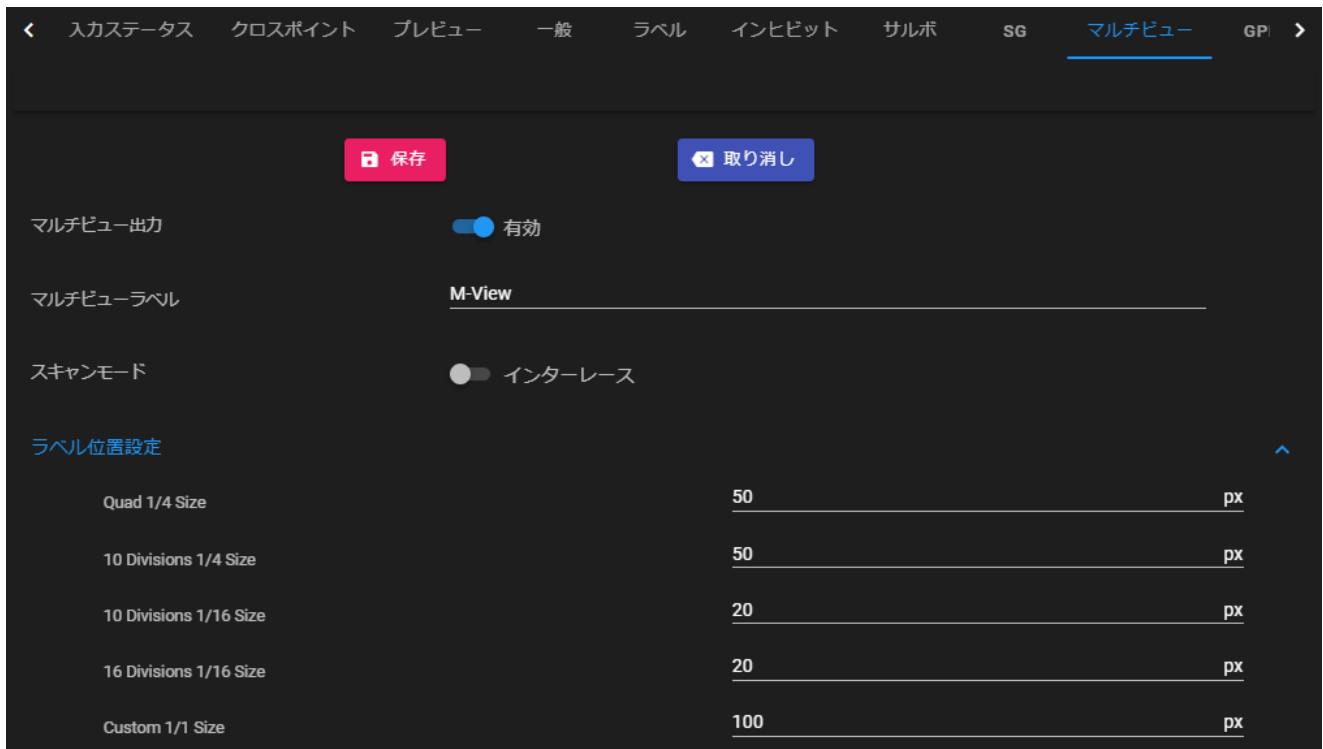 入力ステータス クロスポイント プレビュー 一般 ラベル インヒビット サルボ SG マルチビュー GP
保存 取り消し
マルチビュー出力 有効
マルチビューラベル M-View
スキャンモード インターレース
ラベル位置設定
Quad 1/4 Size 50 px
10 Divisions 1/4 Size 50 px
10 Divisions 1/16 Size 20 px
16 Divisions 1/16 Size 20 px
Custom 1/1 Size 100 px